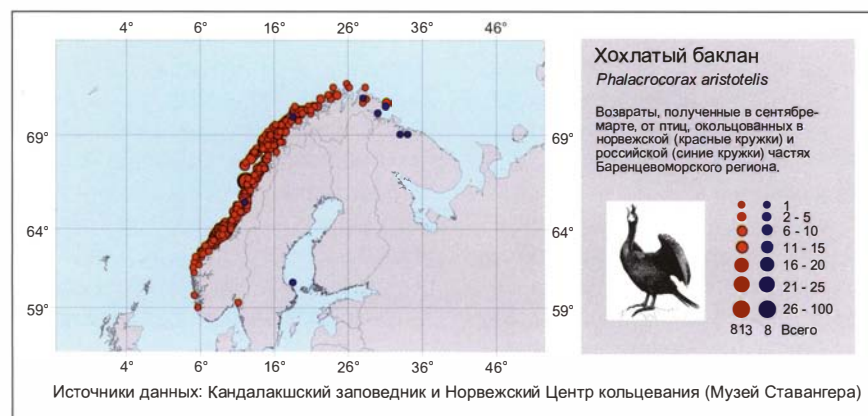 4° 6° 16° 26° 36° 46°
Хохлатый баклан
Phalacrocorax aristotelis
Возвраты, полученные в сентябре-
марте, от птиц, окольцованных в
норвежской (красные кружки) и
российской (синие кружки) частях
Баренцевоморского региона.
69° 69°
64° 64°
59° 59°
1
2 - 5
6 - 10
11 - 15
16 - 20
21 - 25
26 - 100
813 8 Всего
4° 6° 16° 26° 36° 46°
Источники данных: Кандалакшский заповедник и Норвежский Центр кольцевания (Музей Ставангера)